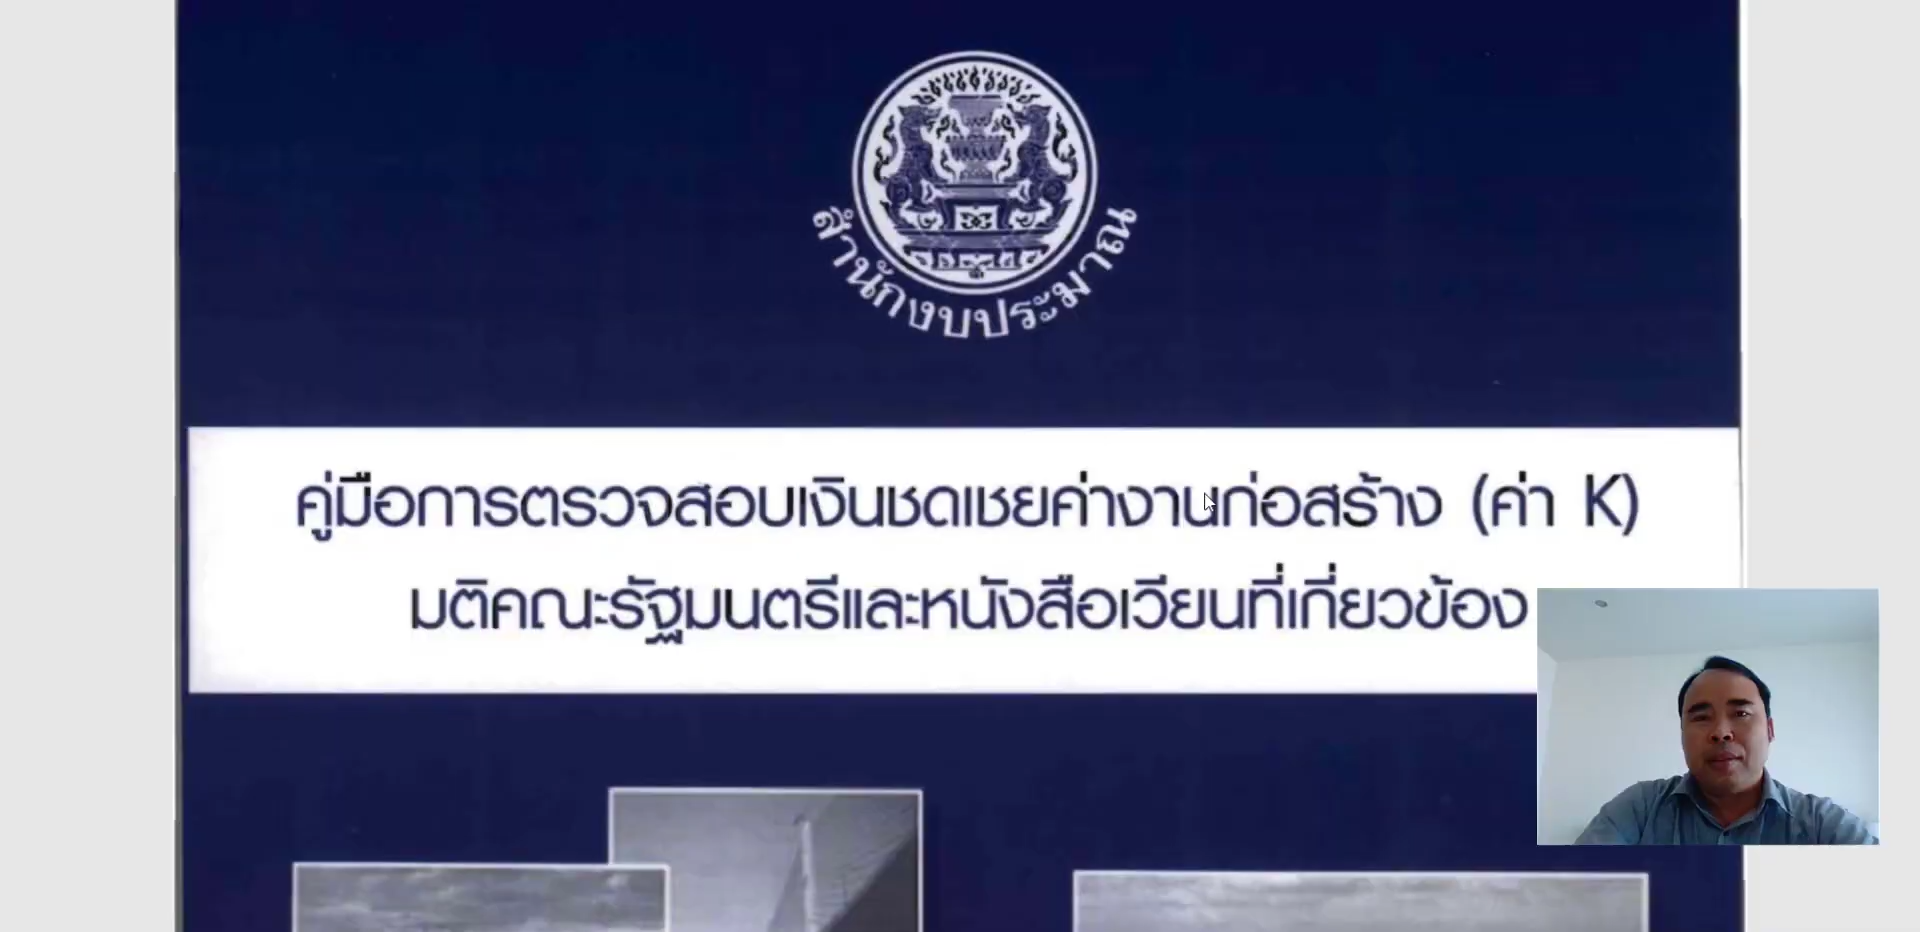 สำนักงบประมาณ
คู่มือการตรวจสอบเงินชดเชยค่างานก่อสร้าง (ค่า K)
มติคณะรัฐมนตรีและหนังสือเวียนที่เกี่ยวข้อง